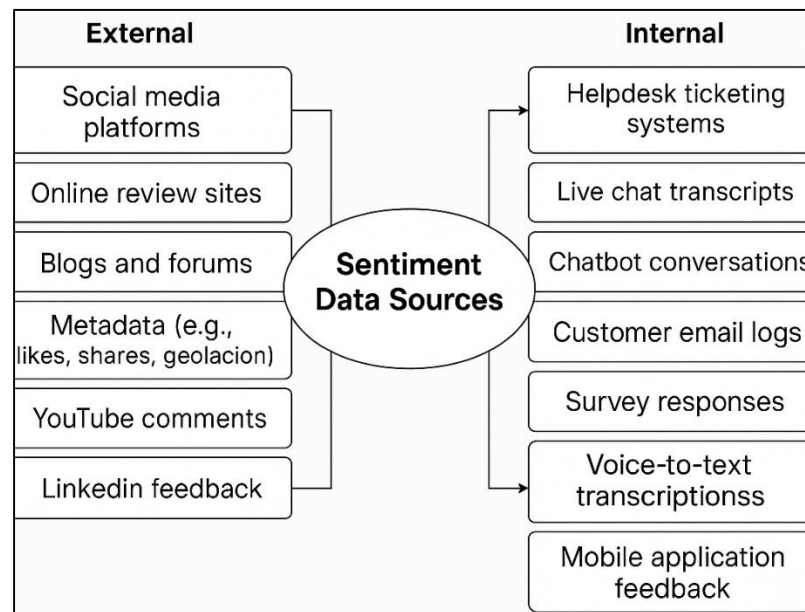 External
Social media
platforms
Online review sites
Blogs and forums
Metadata (e.g.,
likes, shares, geolacion)
YouTube comments
Linkedin feedback
Sentiment
Data Sources
Internal
Helpdesk ticketing
systems
Live chat transcripts
Chatbot conversations
Customer email logs
Survey responses
Voice-to-text
transcriptionss
Mobile application
feedback